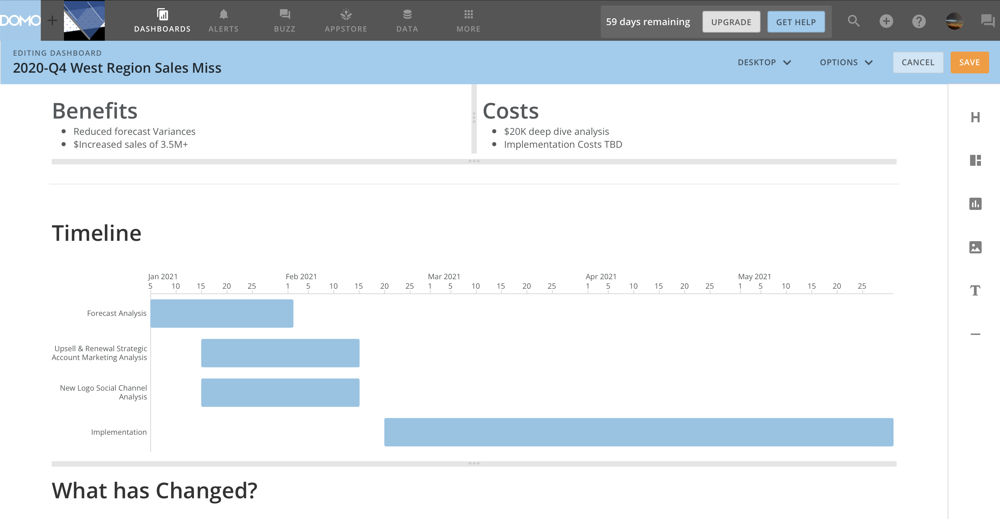 DOMO
DASHBOARDS
ALERTS
BUZZ
APPSTORE
DATA
MORE
59 days remaining
UPGRADE
GET HELP
EDITING DASHBOARD
2020-Q4 West Region Sales Miss
DESKTOP
OPTIONS
CANCEL
SAVE
Benefits
Reduced forecast Variances
$Increased sales of 3.5M+
Costs
$20K deep dive analysis
Implementation Costs TBD
H
T
Timeline
Jan 2021 Feb 2021 Mar 2021 Apr 2021 May 2021
5 10 15 20 25 1 5 10 15 20 25 1 5 10 15 20 25 1 5 10 15 20 25 1 5 10 15 20 25
Forecast Analysis
Upsell & Renewal Strategic
Account Marketing Analysis
New Logo Social Channel
Analysis
Implementation
What has Changed?